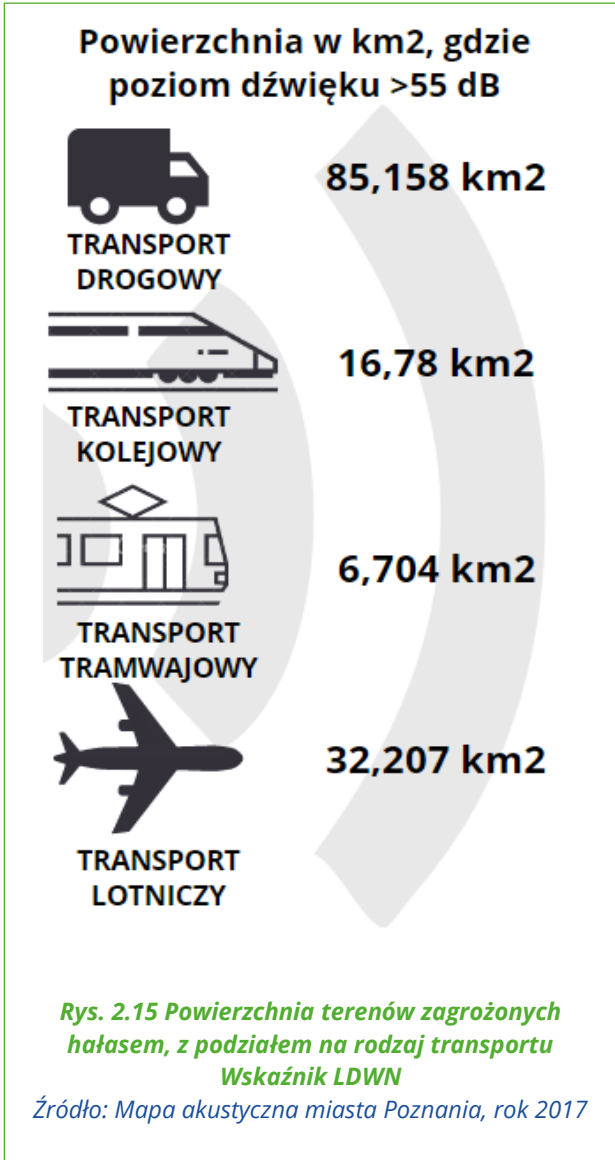 Powierzchnia w km2, gdzie
poziom dźwięku >55 dB
85,158 km2
TRANSPORT
DROGOWY
16,78 km2
TRANSPORT
KOLEJOWY
6,704 km2
TRANSPORT
TRAMWAJOWY
32,207 km2
TRANSPORT
LOTNICZY
Rys. 2.15 Powierzchnia terenów zagrożonych
hałasem, z podziałem na rodzaj transportu
Wskaźnik LDWN
Źródło: Mapa akustyczna miasta Poznania, rok 2017